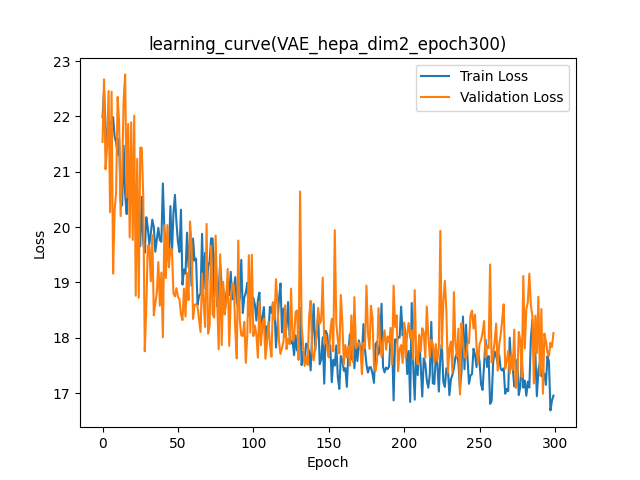 learning_curve(VAE_hepa_dim2_epoch300)
Train Loss
Validation Loss
Loss
23
22
21
20
19
18
17
0 50 100 150 200 250 300
Epoch